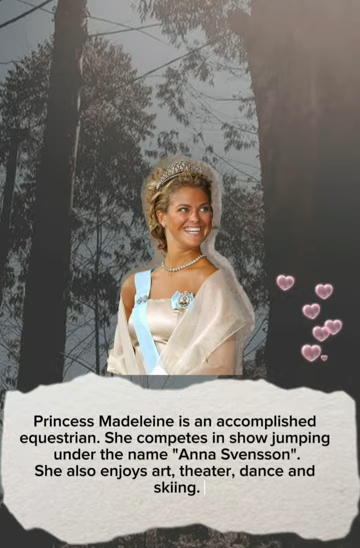 Princess Madeleine is an accomplished
equestrian. She competes in show jumping
under the name "Anna Svensson".
She also enjoys art, theater, dance and
skiing.